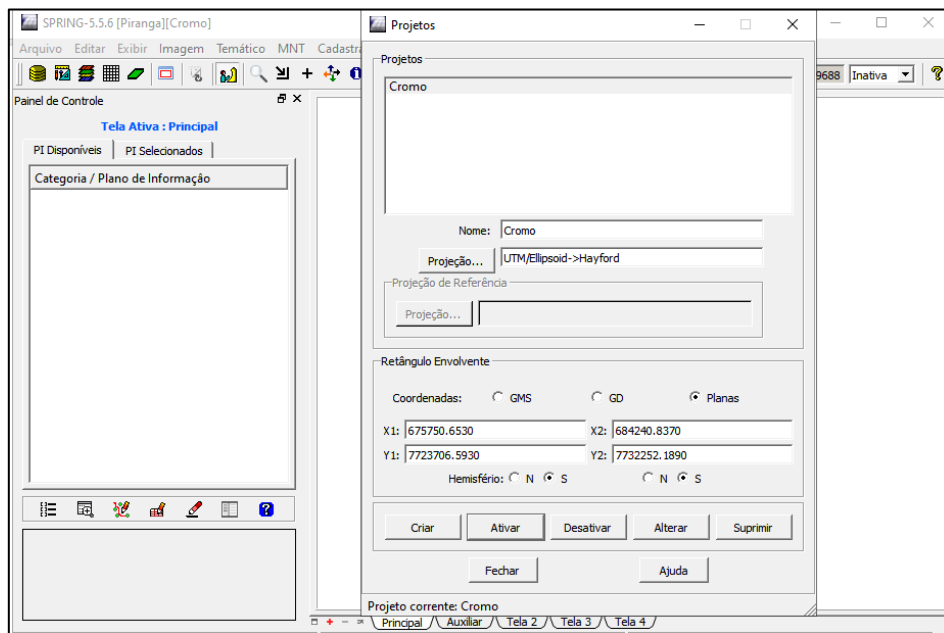 SPRING-5.5.6 [Piranga][Cromo]
Arquivo Editar Exibir Imagem Temático MNT Cadastra
9688 Inativa
Painel de Controle
Tela Ativa : Principal
PI Disponíveis PI Selecionados
Categoria / Plano de Informação
Projetos
Projetos
Cromo
Nome: Cromo
Projeção... UTM/Ellipsoid->Hayford
Projeção de Referência
Projeção...
Retângulo Envolvente
Coordenadas: GMS GD Planas
X1: 675750.6530 X2: 684240.8370
Y1: 7723706.5930 Y2: 7732252.1890
Hemisfério: N S N S
Criar Ativar Desativar Alterar Suprimir
Fechar Ajuda
Projeto corrente: Cromo
Principal Auxiliar Tela 2 Tela 3 Tela 4